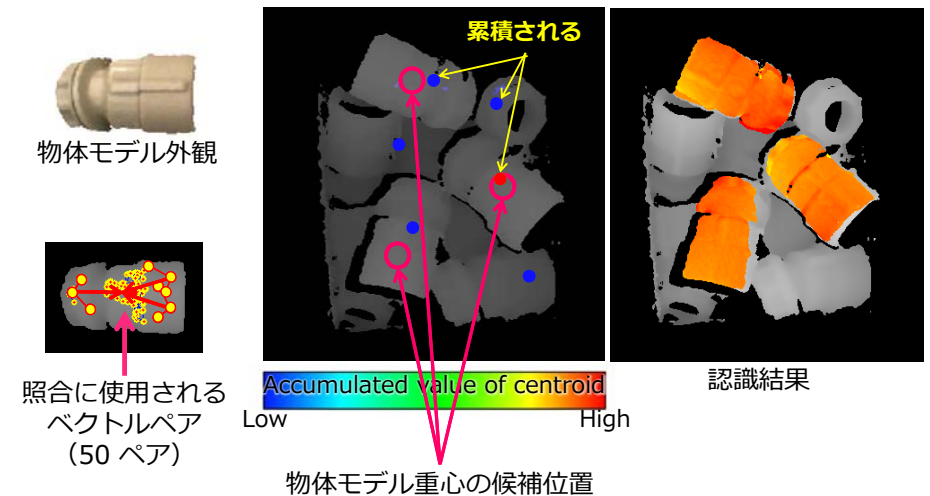 累積される
物体モデル外観
照合に使用される
ベクトルペア
（50 ペア）
Accumulated value of centroid
Low
High
認識結果
物体モデル重心の候補位置